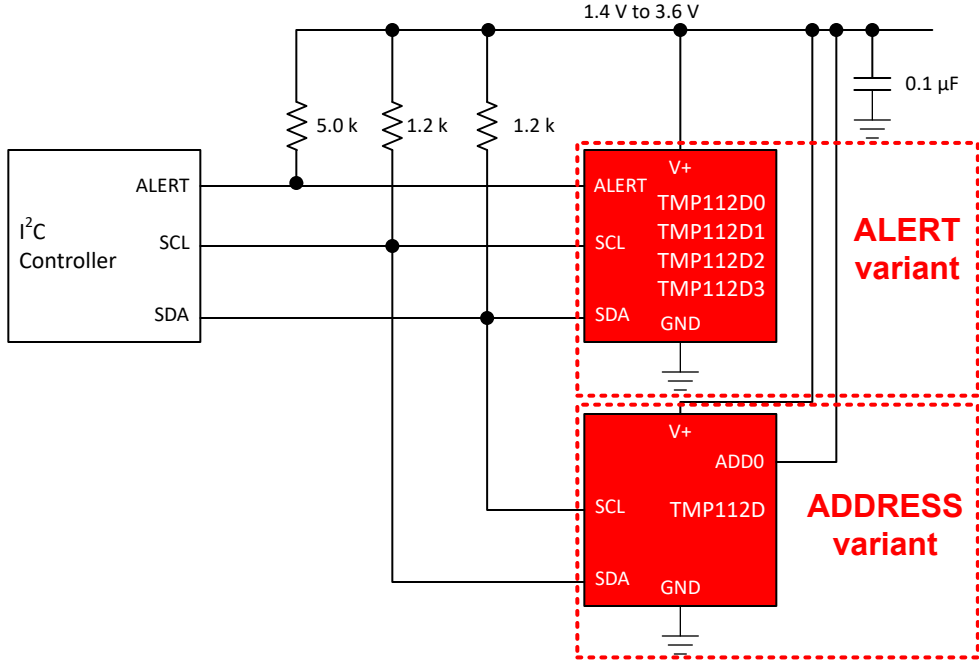 1.4 V to 3.6 V
0.1 µF
5.0 k
1.2 k
1.2 k
I²C
Controller
ALERT
SCL
SDA
V+
ALERT
SCL
SDA
TMP112D0
TMP112D1
TMP112D2
TMP112D3
GND
ALERT
variant
V+
ADD0
SCL
TMP112D
SDA
GND
ADDRESS
variant